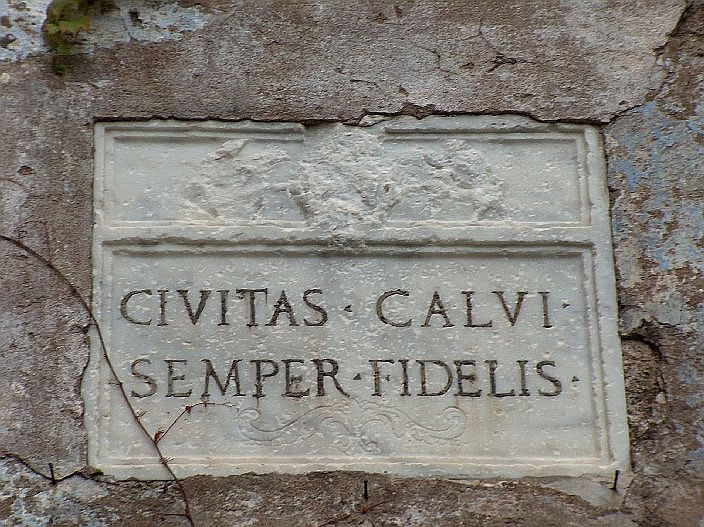 CIVITAS · CALVI ·
SEMPER · FIDELIS ·